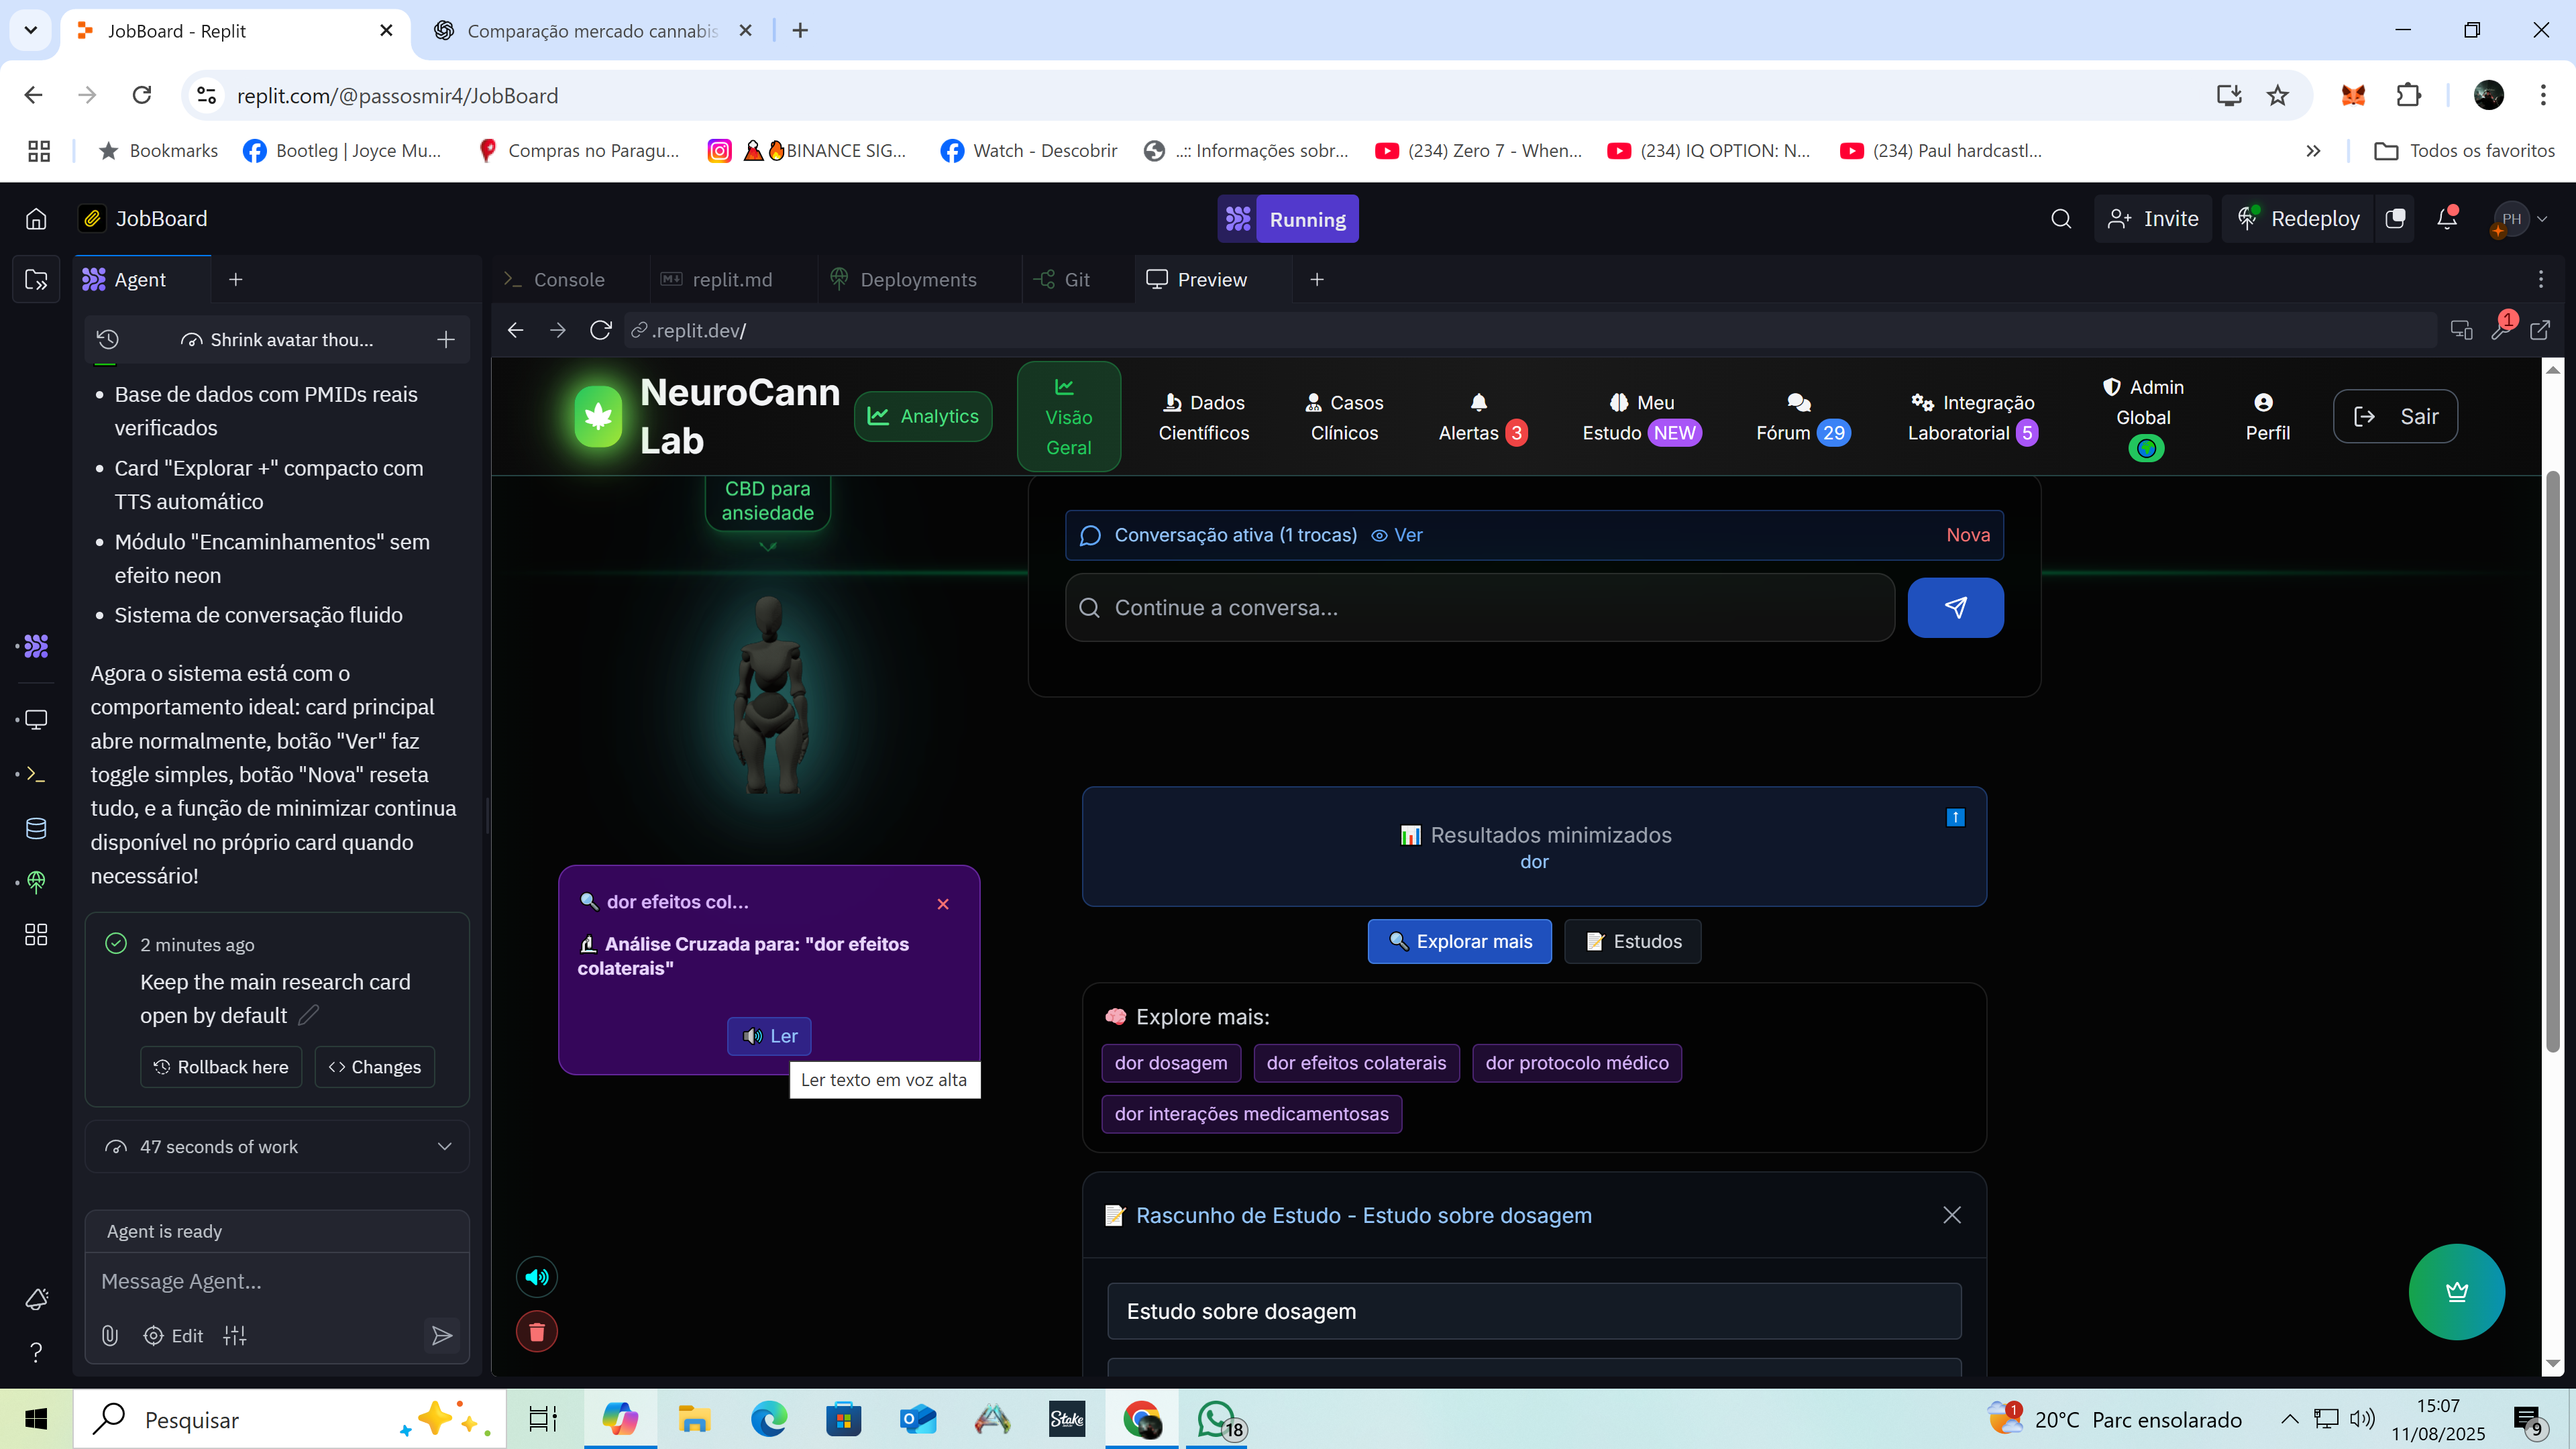 JobBoard - Replit
Comparação mercado cannabis
replit.com/@passosmir4/JobBoard
Bookmarks
Bootleg | Joyce Mu...
Compras no Paragu...
BINANCE SIG...
Watch - Descobrir
..:: Informações sobr...
(234) Zero 7 - When...
(234) IQ OPTION: N...
(234) Paul hardcastl...
Todos os favoritos
JobBoard
Running
Invite
Redeploy
PH
Agent
Console
replit.md
Deployments
Git
Preview
Shrink avatar thou...
.replit.dev/
1
Base de dados com PMIDs reais
verificados
Card "Explorar +" compacto com
TTS automático
Módulo "Encaminhamentos" sem
efeito neon
Sistema de conversação fluido
Agora o sistema está com o
comportamento ideal: card principal
abre normalmente, botão "Ver" faz
toggle simples, botão "Nova" reseta
tudo, e a função de minimizar continua
disponível no próprio card quando
necessário!
2 minutes ago
Keep the main research card
open by default
Rollback here
Changes
47 seconds of work
Agent is ready
Message Agent...
Edit
NeuroCann
Lab
Analytics
Visão
Geral
Dados
Científicos
Casos
Clínicos
Alertas 3
Meu
Estudo NEW
Fórum 29
Integração
Laboratorial 5
Admin
Global
Perfil
Sair
CBD para
ansiedade
Conversação ativa (1 trocas)
Ver
Nova
Continue a conversa...
Resultados minimizados
dor
Explorar mais
Estudos
dor efeitos col...
Análise Cruzada para: "dor efeitos
colaterais"
Ler
Ler texto em voz alta
Explore mais:
dor dosagem
dor efeitos colaterais
dor protocolo médico
dor interações medicamentosas
Rascunho de Estudo - Estudo sobre dosagem
Estudo sobre dosagem
Pesquisar
Stake
18
1
20°C Parc ensolarado
15:07
11/08/2025
9